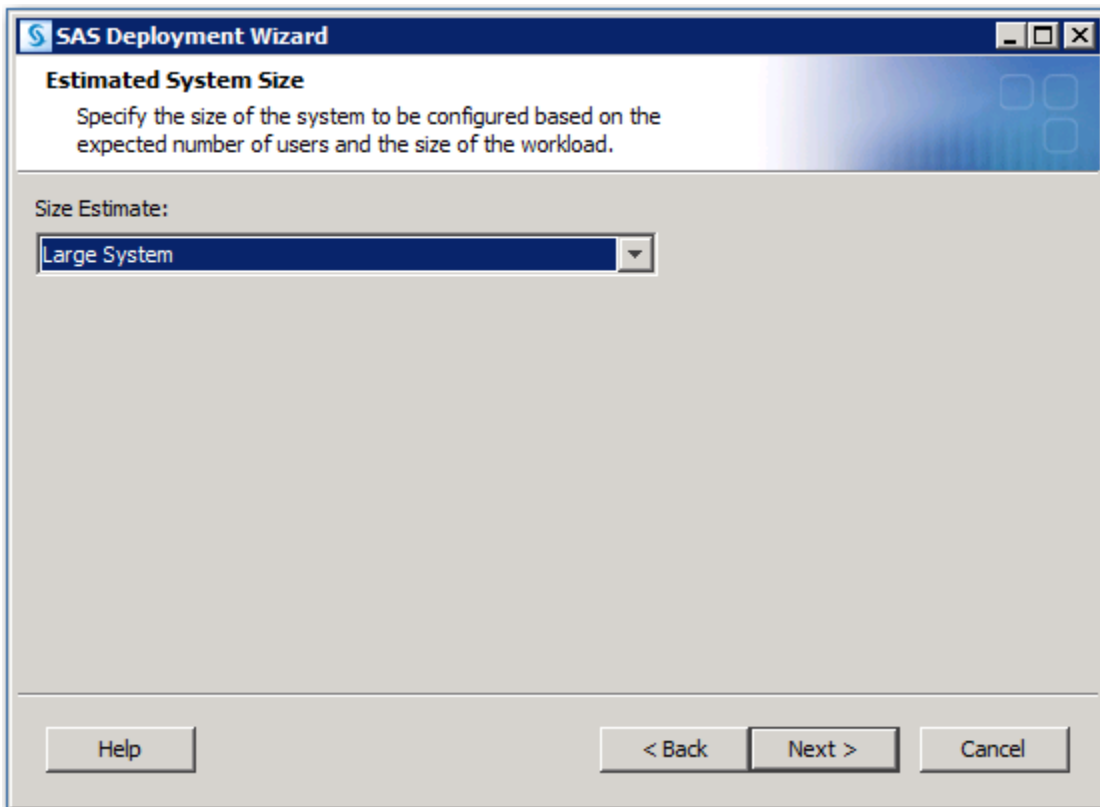 SAS Deployment Wizard
Estimated System Size
Specify the size of the system to be configured based on the
expected number of users and the size of the workload.
Size Estimate:
Large System
Help
< Back
Next >
Cancel